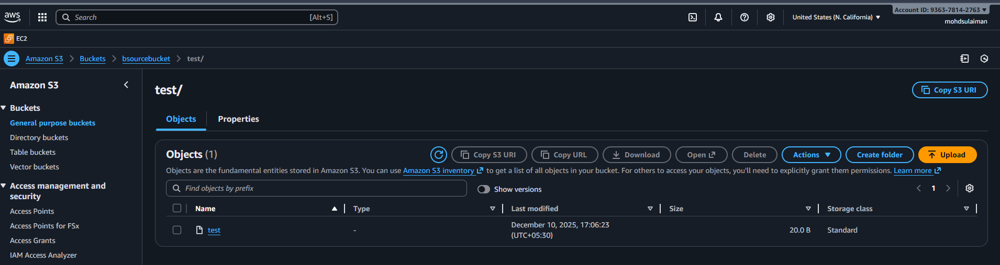 aws
Search
[Alt+S]
United States (N. California)
Account ID: 9363-7814-2763
mohdsulaiman
EC2
Amazon S3 > Buckets > bsourcebucket > test/
Amazon S3
Buckets
General purpose buckets
Directory buckets
Table buckets
Vector buckets
Access management and
security
Access Points
Access Points for FSx
Access Grants
IAM Access Analyzer
test/
Copy S3 URI
Objects
Properties
Objects (1)
Copy S3 URI
Copy URL
Download
Open
Delete
Actions
Create folder
Upload
Objects are the fundamental entities stored in Amazon S3. You can use Amazon S3 inventory to get a list of all objects in your bucket. For others to access your objects, you'll need to explicitly grant them permissions. Learn more
Find objects by prefix
Show versions
1
Name
Type
Last modified
Size
Storage class
test
-
December 10, 2025, 17:06:23
(UTC+05:30)
20.0 B
Standard